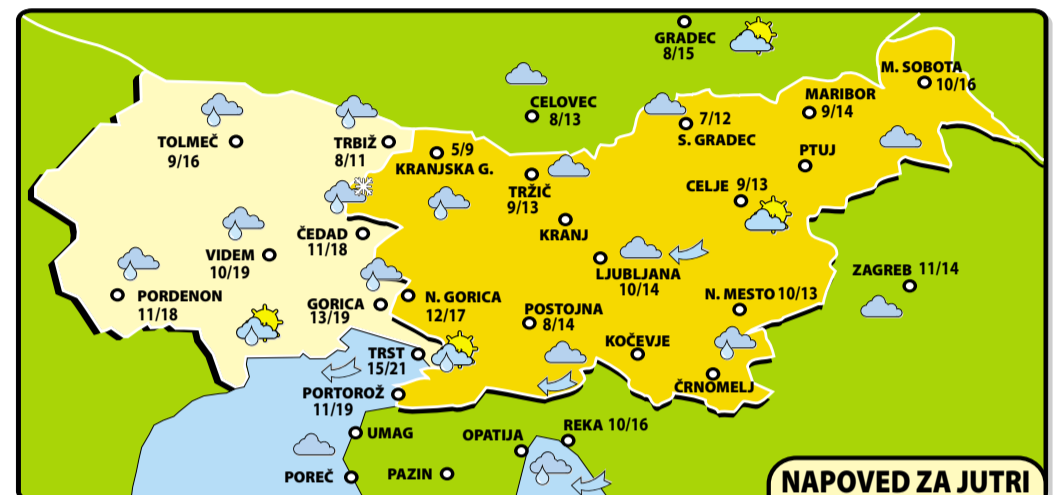 GRADEC
8/15
M. SOBOTA
10/16
MARIBOR
9/14
CELOVEC
8/13
7/12
S. GRADEC
TOLMEČ
9/16
TRBIŽ
8/11
5/9
KRANJSKA G.
PTUJ
TRŽIČ
9/13
CELJE 9/13
KRANJ
ČEDAD
11/18
VIDEM
10/19
LJUBLJANA
10/14
ZAGREB 11/14
PORDENON
11/18
GORICA
13/19
N. GORICA
12/17
POSTOJNA
8/14
N. MESTO 10/13
KOČEVJE
TRST
15/21
ČRNOMELJ
PORTOROŽ
11/19
UMAG
OPATIJA
REKA 10/16
POREČ
PAZIN
NAPOVED ZA JUTRI